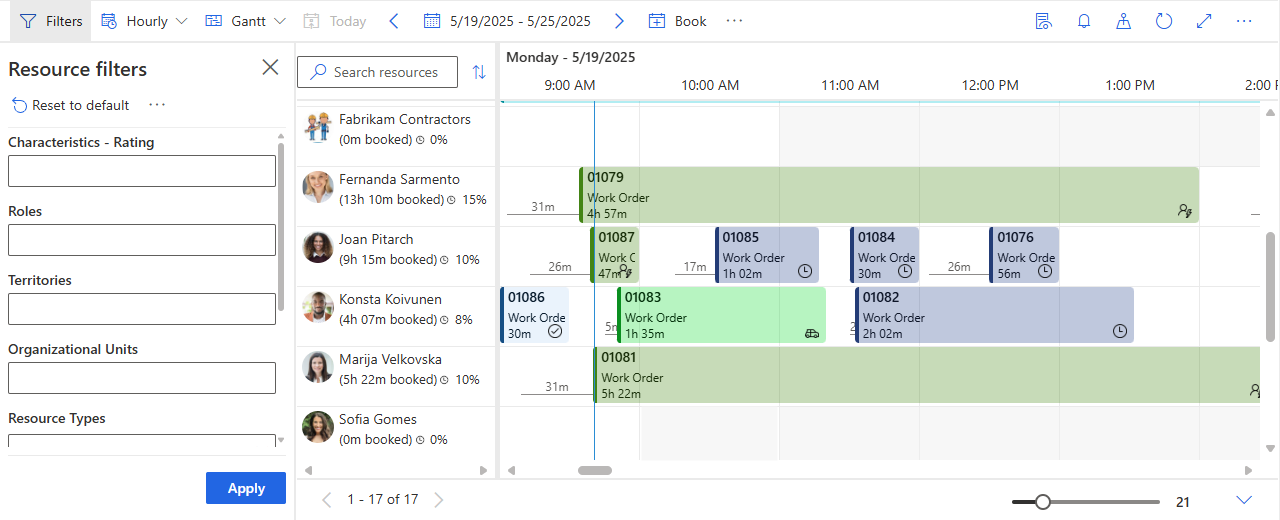 Filters Hourly Gantt Today 5/19/2025 - 5/25/2025 Book ···
Resource filters
Reset to default ···
Characteristics - Rating
Roles
Territories
Organizational Units
Resource Types
Apply
Search resources
Monday - 5/19/2025
9:00 AM 10:00 AM 11:00 AM 12:00 PM 1:00 PM 2:00 P
Fabrikam Contractors
(0m booked) 0%
Fernanda Sarmento
(13h 10m booked) 15%
31m
01079
Work Order
4h 57m
Joan Pitarch
(9h 15m booked) 10%
26m
01087
Work O
47m
17m
01085
Work Order
1h 02m
01084
Work Orde
30m
26m
01076
Work Orde
56m
Konsta Koivunen
(4h 07m booked) 8%
01086
Work Orde
30m
5m
01083
Work Order
1h 35m
2
01082
Work Order
2h 02m
Marija Velkovska
(5h 22m booked) 10%
31m
01081
Work Order
5h 22m
Sofia Gomes
(0m booked) 0%
1 - 17 of 17
21